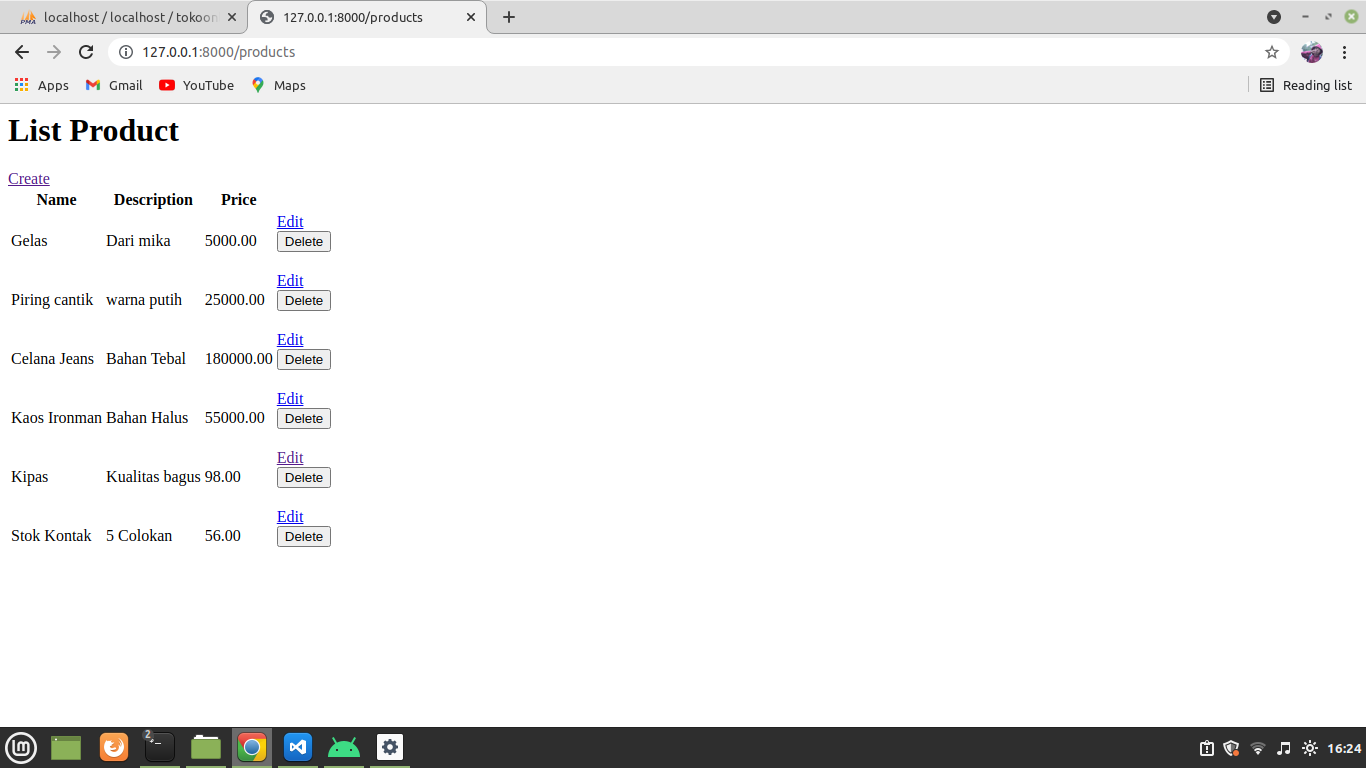 localhost / localhost / tokoon
127.0.0.1:8000/products
127.0.0.1:8000/products
Apps Gmail YouTube Maps Reading list
List Product
Create
Name Description Price
Edit
Gelas Dari mika 5000.00 Delete
Edit
Piring cantik warna putih 25000.00 Delete
Edit
Celana Jeans Bahan Tebal 180000.00 Delete
Edit
Kaos Ironman Bahan Halus 55000.00 Delete
Edit
Kipas Kualitas bagus 98.00 Delete
Edit
Stok Kontak 5 Colokan 56.00 Delete
2
16:24